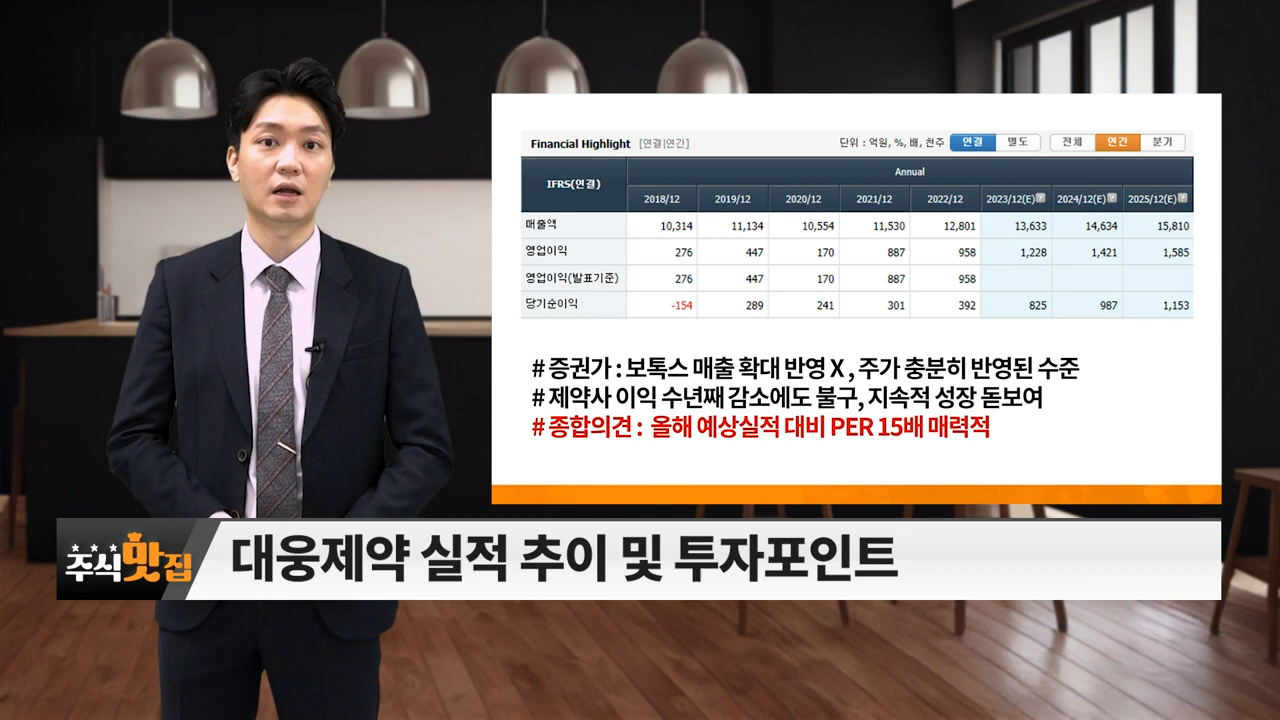 Financial Highlight [연결|연간] 단위 : 억원, %, 배, 천주 연결 별도 전체 연간 분기
IFRS(연결) Annual
2018/12 2019/12 2020/12 2021/12 2022/12 2023/12(E) 2024/12(E) 2025/12(E)
매출액 10,314 11,134 10,554 11,530 12,801 13,633 14,634 15,810
영업이익 276 447 170 887 958 1,228 1,421 1,585
영업이익(발표기준) 276 447 170 887 958
당기순이익 -154 289 241 301 392 825 987 1,153
# 증권가 : 보톡스 매출 확대 반영 X , 주가 충분히 반영된 수준
# 제약사 이익 수년째 감소에도 불구, 지속적 성장 돋보여
# 종합의견 : 올해 예상실적 대비 PER 15배 매력적
주식맛집
대웅제약 실적 추이 및 투자포인트